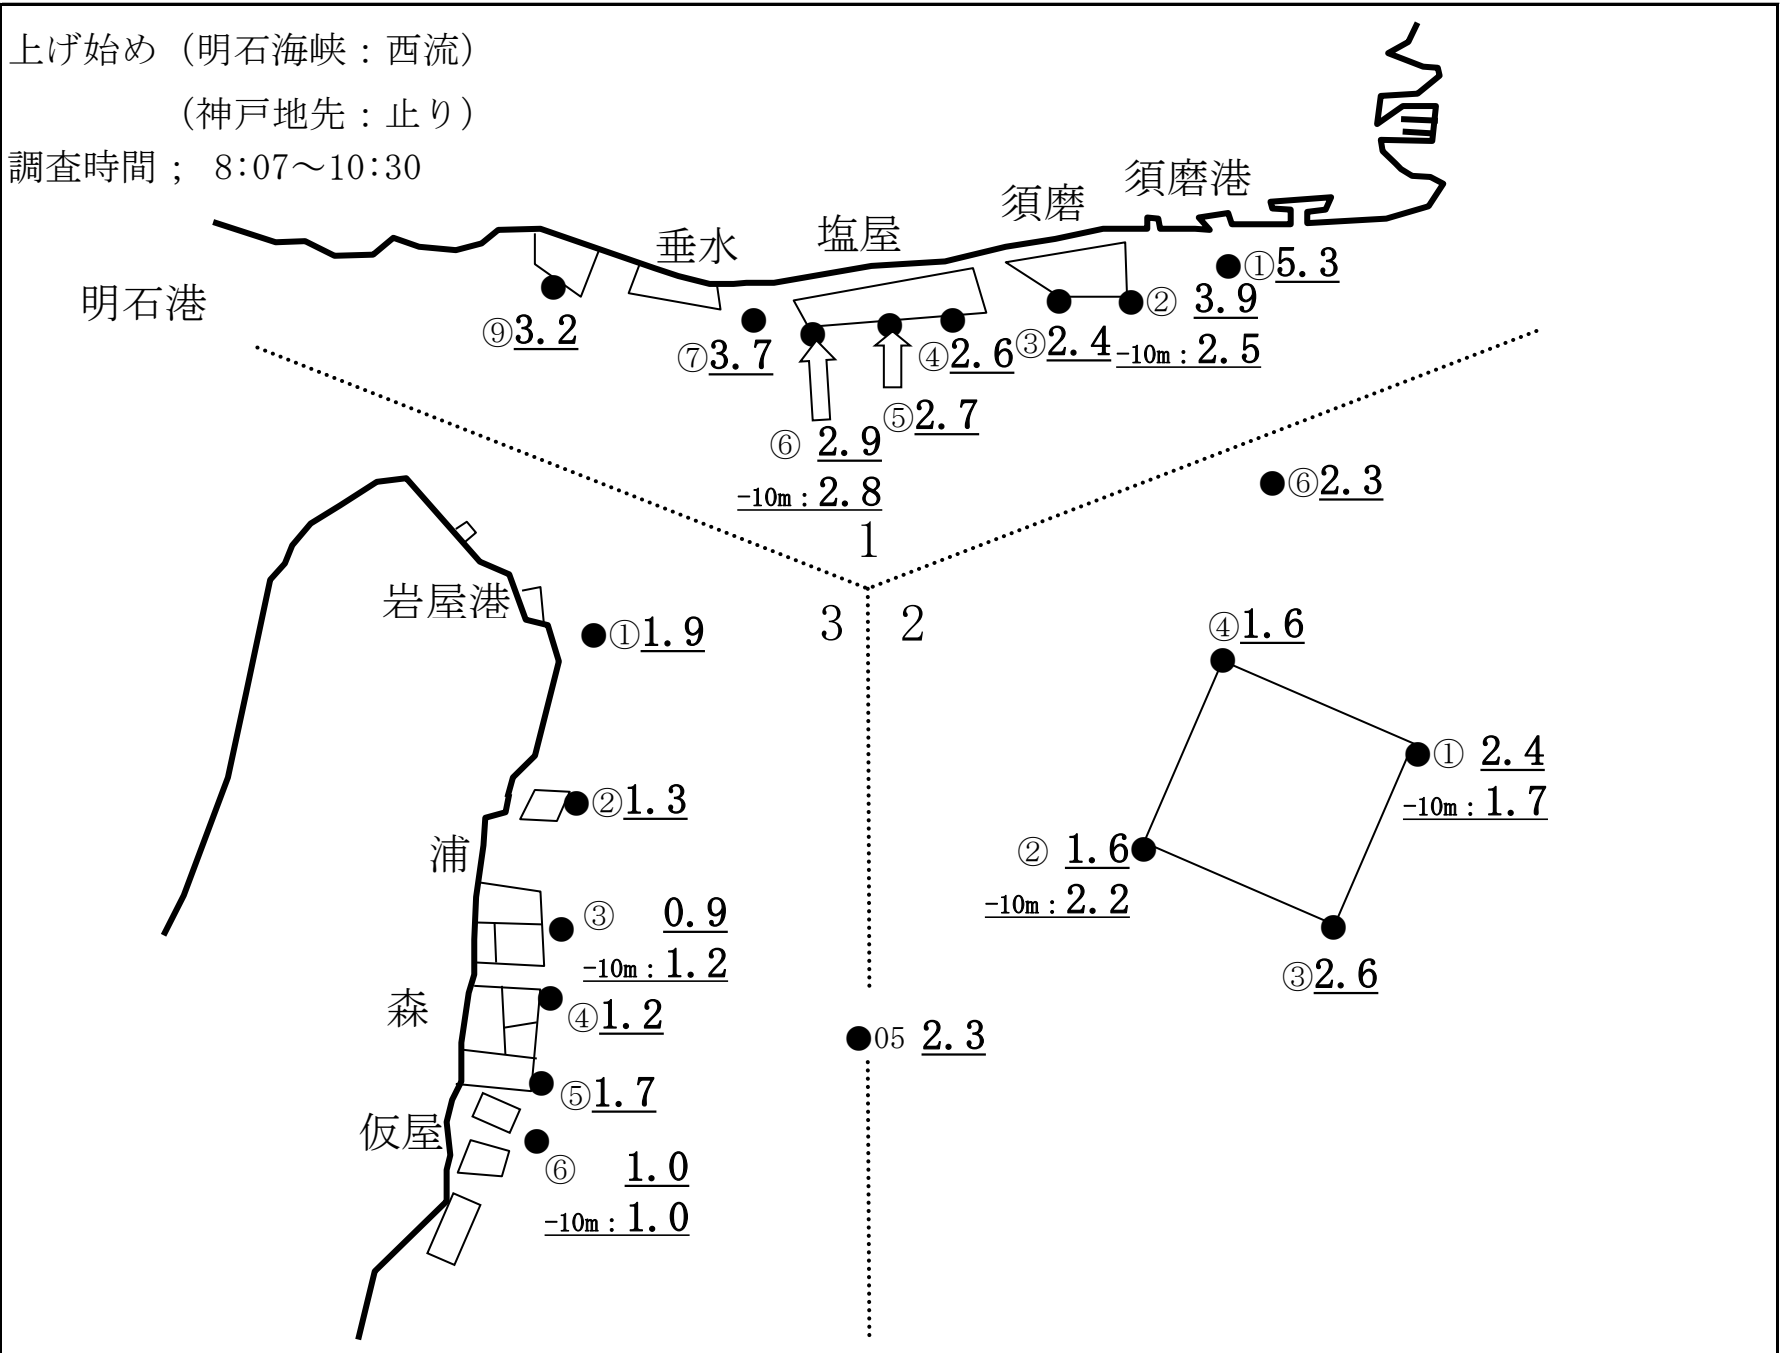 上げ始め（明石海峡：西流）
（神戸地先：止り）
調査時間； 8:07～10:30
須磨港
須磨
塩屋
垂水
明石港
①5.3
② 3.9
-10m：2.5
③2.4
④2.6
⑤2.7
⑥ 2.9
-10m：2.8
⑦3.7
⑨3.2
1
3
2
⑥2.3
④1.6
① 2.4
-10m：1.7
② 1.6
-10m：2.2
③2.6
05 2.3
岩屋港
①1.9
②1.3
浦
③ 0.9
-10m：1.2
森
④1.2
⑤1.7
仮屋
⑥ 1.0
-10m：1.0